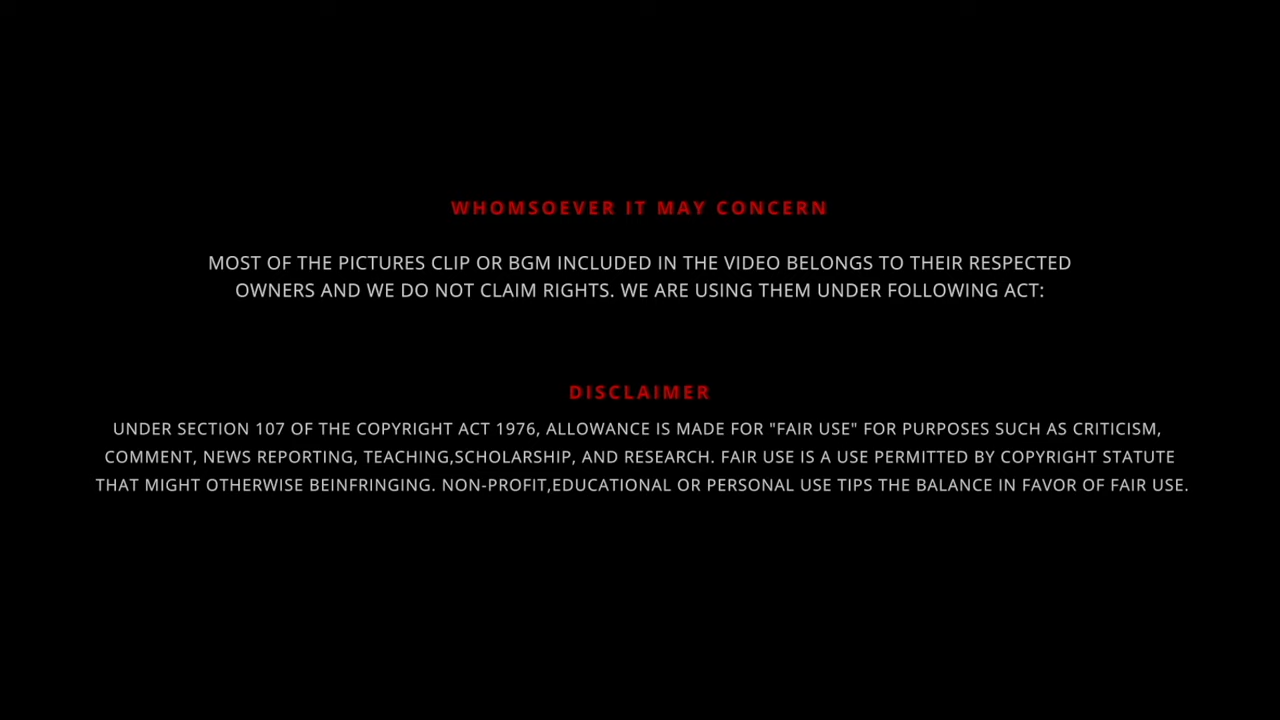 WHOMSOEVER IT MAY CONCERN
MOST OF THE PICTURES CLIP OR BGM INCLUDED IN THE VIDEO BELONGS TO THEIR RESPECTED
OWNERS AND WE DO NOT CLAIM RIGHTS. WE ARE USING THEM UNDER FOLLOWING ACT:
DISCLAIMER
UNDER SECTION 107 OF THE COPYRIGHT ACT 1976, ALLOWANCE IS MADE FOR "FAIR USE" FOR PURPOSES SUCH AS CRITICISM,
COMMENT, NEWS REPORTING, TEACHING,SCHOLARSHIP, AND RESEARCH. FAIR USE IS A USE PERMITTED BY COPYRIGHT STATUTE
THAT MIGHT OTHERWISE BEINFRINGING. NON-PROFIT,EDUCATIONAL OR PERSONAL USE TIPS THE BALANCE IN FAVOR OF FAIR USE.